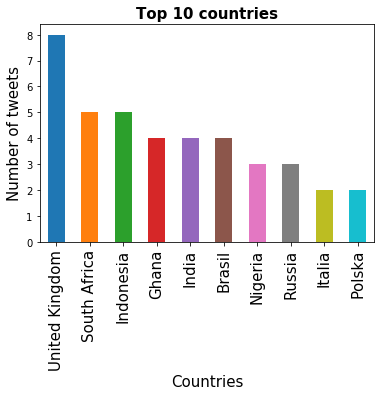 Top 10 countries
Number of tweets
8
7
6
5
4
3
2
1
0
United Kingdom
South Africa
Indonesia
Ghana
India
Brasil
Nigeria
Russia
Italia
Polska
Countries